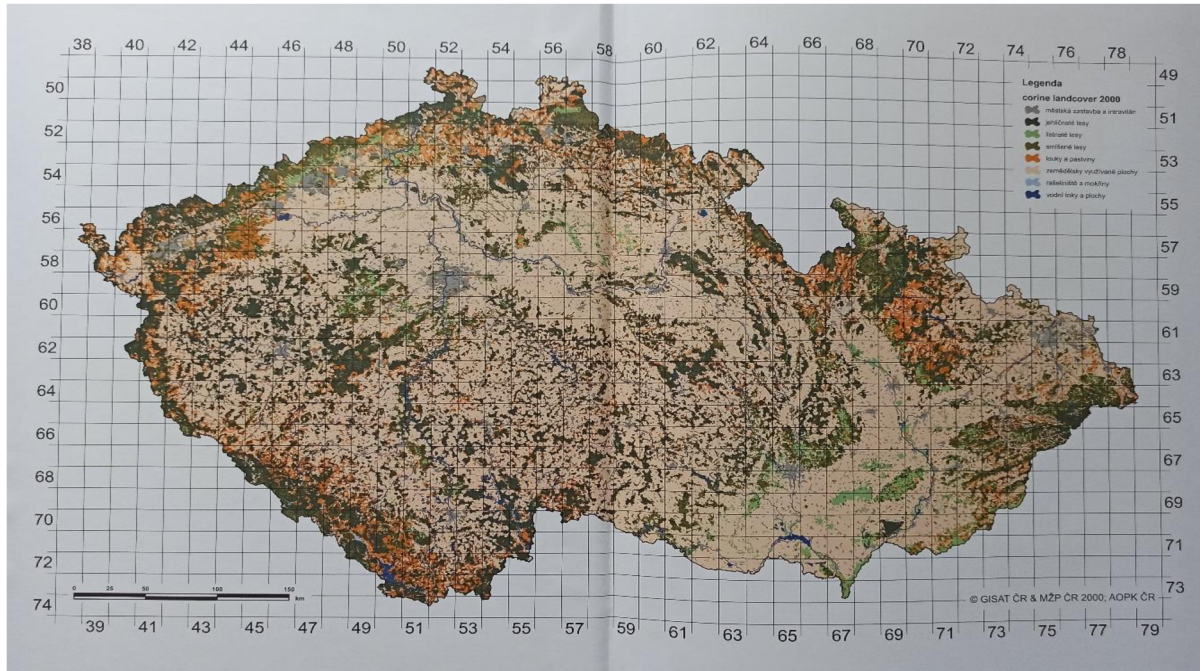 38 40 42 44 46 48 50 52 54 56 58 60 62 64 66 68 70 72 74 76 78
50
52
54
56
58
60
62
64
66
68
70
72
74
49
51
53
55
57
59
61
63
65
67
69
71
73
Legenda
corine landcover 2000
městská zástavba a intravilán
jehličnaté lesy
listnaté lesy
smíšené lesy
louky a pastviny
zemědělsky využívané plochy
rašeliniště a mokřiny
vodní toky a plochy
0 25 50 100 150
km
© GISAT ČR & MŽP ČR 2000, AOPK ČR
39 41 43 45 47 49 51 53 55 57 59 61 63 65 67 69 71 73 75 77 79